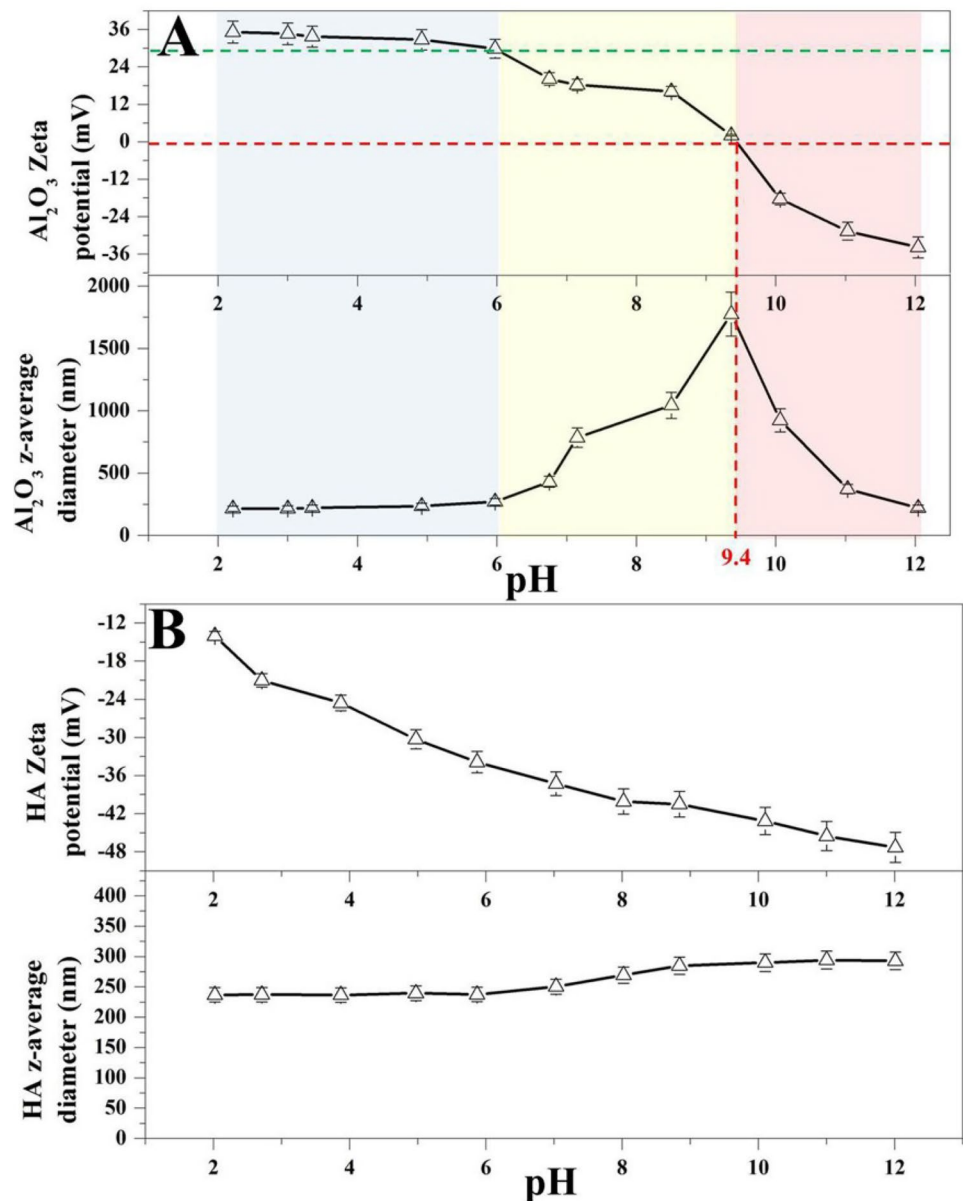 A
36
24
12
0
-12
-24
-36
Al₂O₃ Zeta
potential (mV)
2 4 6 8 10 12
2000
1500
1000
500
0
Al₂O₃ z-average
diameter (nm)
2 4 6 8 9.4 10 12
pH
B
-12
-18
-24
-30
-36
-42
-48
HA Zeta
potential (mV)
2 4 6 8 10 12
400
350
300
250
200
150
100
50
0
HA z-average
diameter (nm)
2 4 6 8 10 12
pH